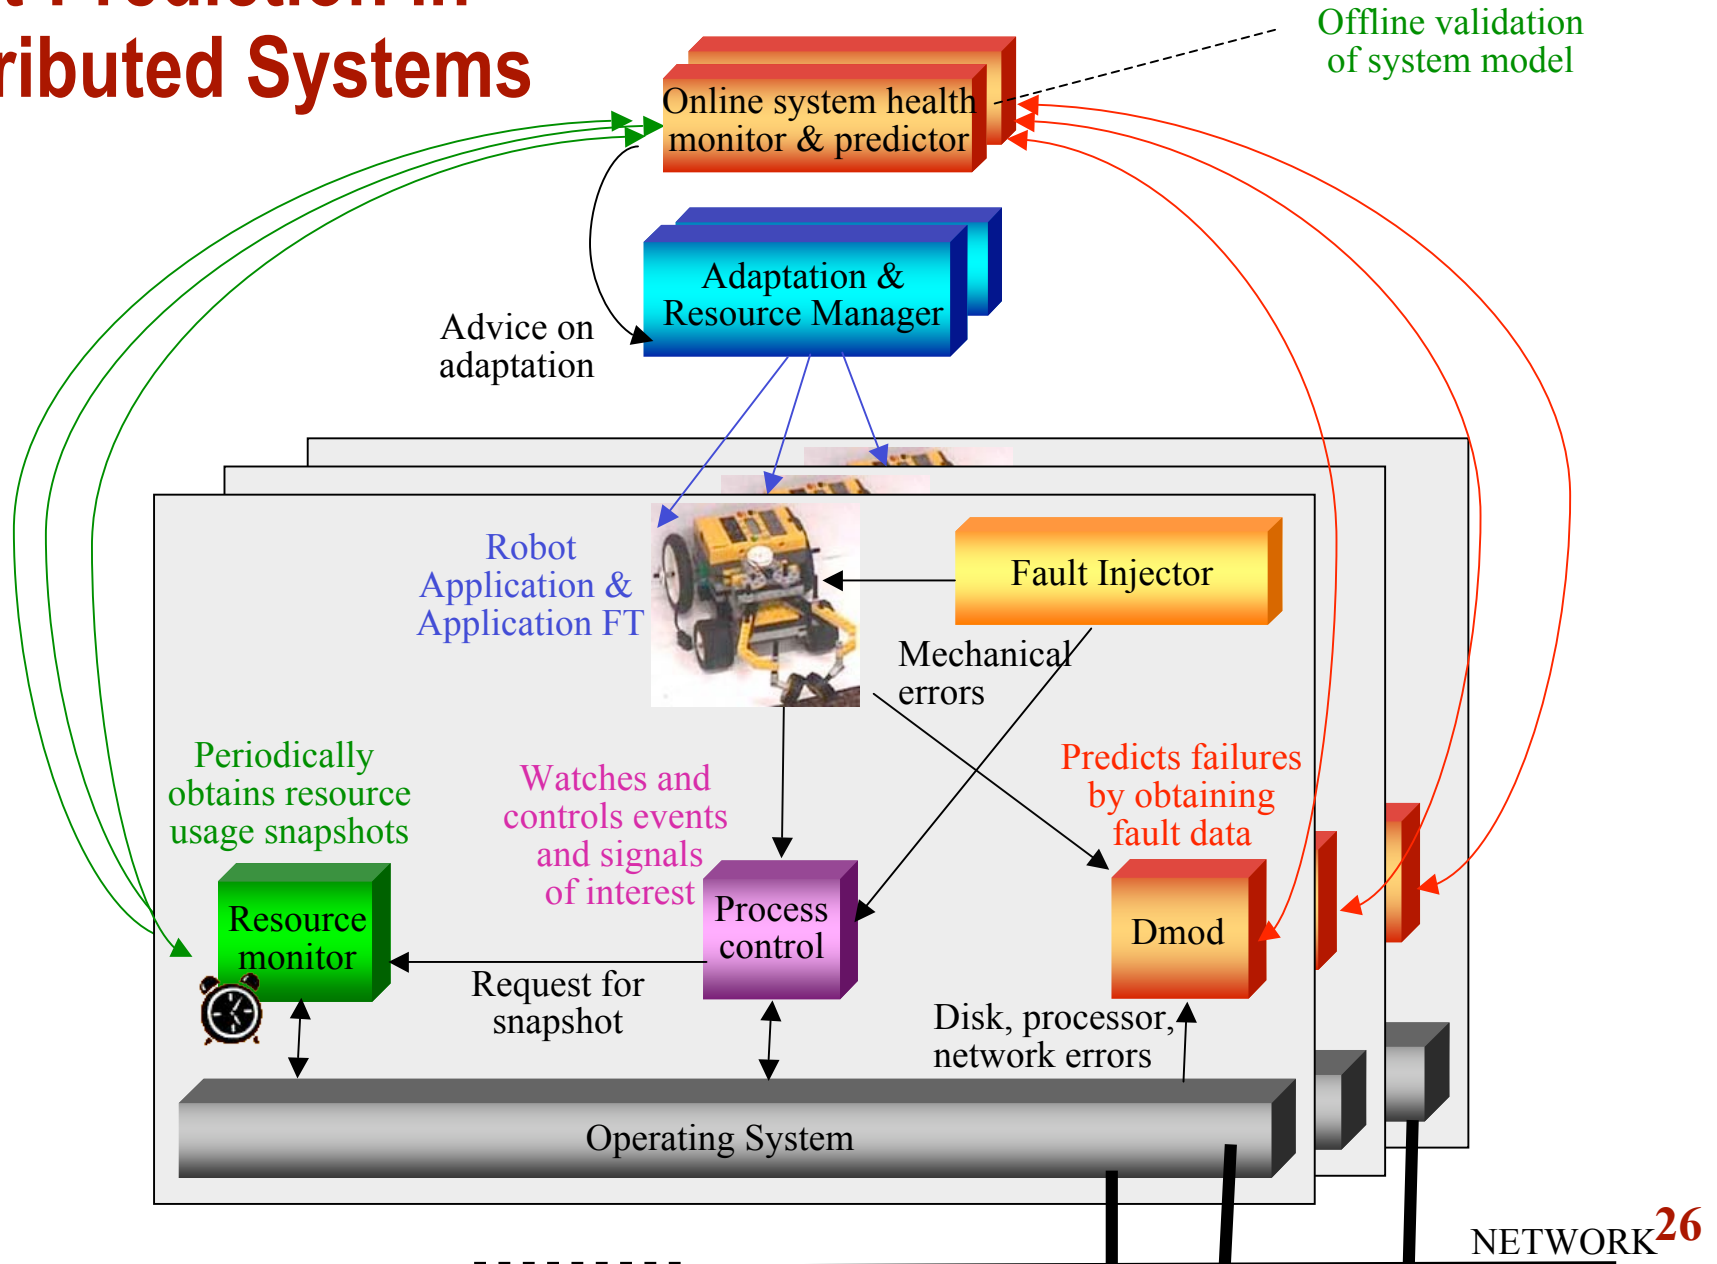 t Prediction in
ributed Systems
Offline validation
of system model
Online system health
monitor & predictor
Adaptation &
Resource Manager
Advice on
adaptation
Robot
Application &
Application FT
Fault Injector
Mechanical
errors
Periodically
obtains resource
usage snapshots
Watches and
controls events
and signals
of interest
Predicts failures
by obtaining
fault data
Resource
monitor
Process
control
Dmod
Request for
snapshot
Disk, processor,
network errors
Operating System
NETWORK
26